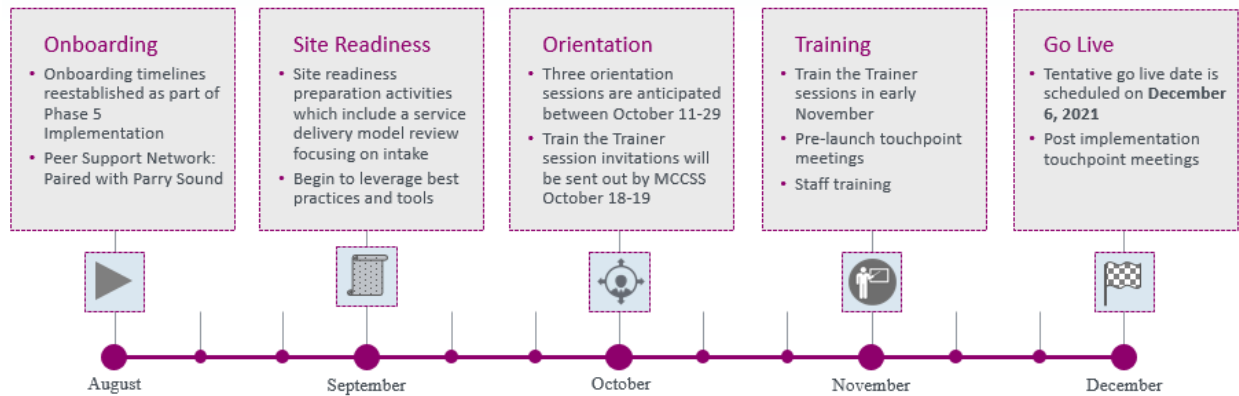 Onboarding
• Onboarding timelines
reestablished as part of
Phase 5
Implementation
• Peer Support Network:
Paired with Parry Sound
Site Readiness
• Site readiness
preparation activities
which include a service
delivery model review
focusing on intake
• Begin to leverage best
practices and tools
Orientation
• Three orientation
sessions are anticipated
between October 11-29
• Train the Trainer
session invitations will
be sent out by MCCSS
October 18-19
Training
• Train the Trainer
sessions in early
November
• Pre-launch touchpoint
meetings
• Staff training
Go Live
• Tentative go live date is
scheduled on December
6, 2021
• Post implementation
touchpoint meetings
August
September
October
November
December